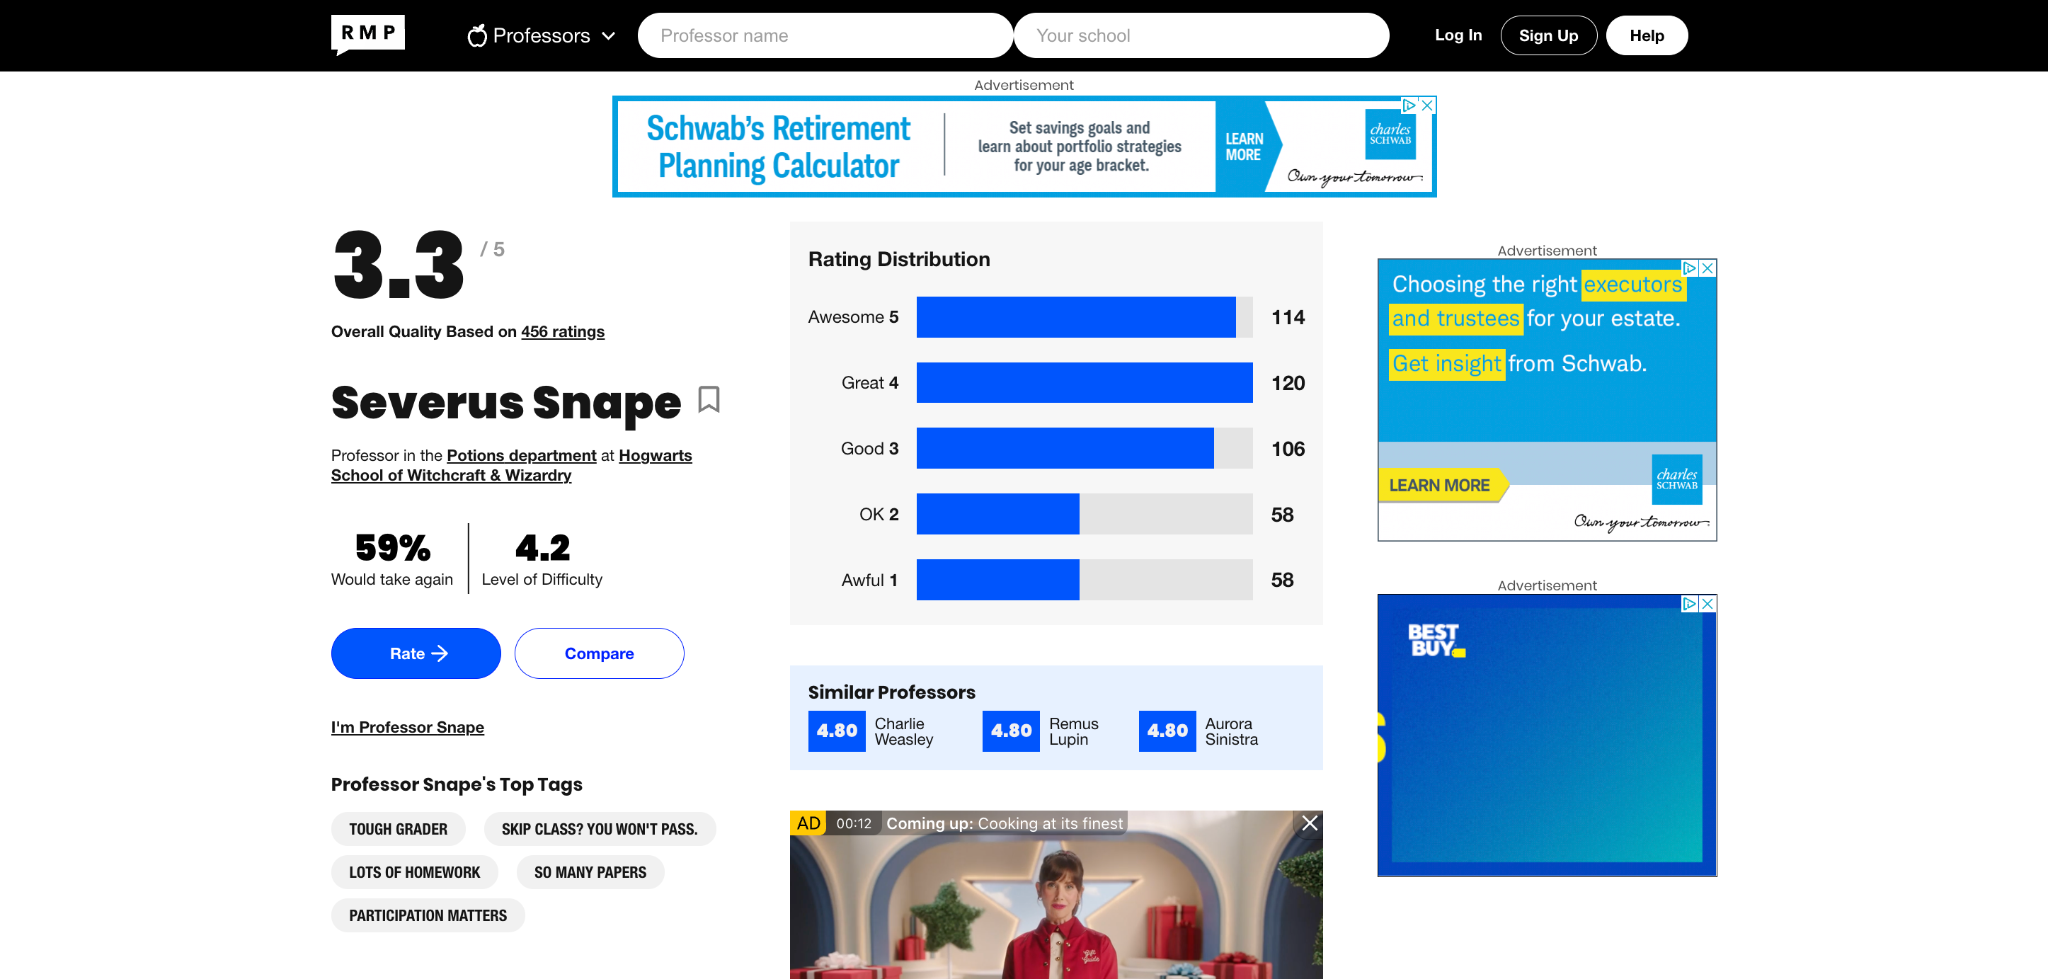 RMP
Professors
Professor name
Your school
Log In
Sign Up
Help
Advertisement
Schwab's Retirement
Planning Calculator
Set savings goals and
learn about portfolio strategies
for your age bracket.
LEARN
MORE
charles
SCHWAB
Own your tomorrow.
3.3 / 5
Overall Quality Based on 456 ratings
Severus Snape
Professor in the Potions department at Hogwarts
School of Witchcraft & Wizardry
59%
Would take again
4.2
Level of Difficulty
Rate
Compare
I'm Professor Snape
Professor Snape's Top Tags
TOUGH GRADER
SKIP CLASS? YOU WON'T PASS.
LOTS OF HOMEWORK
SO MANY PAPERS
PARTICIPATION MATTERS
Rating Distribution
Awesome 5 114
Great 4 120
Good 3 106
OK 2 58
Awful 1 58
Similar Professors
4.80 Charlie
Weasley
4.80 Remus
Lupin
4.80 Aurora
Sinistra
AD 00:12 Coming up: Cooking at its finest
Advertisement
Choosing the right executors
and trustees for your estate.
Get insight from Schwab.
LEARN MORE
charles
SCHWAB
Own your tomorrow.
Advertisement
BEST
BUY